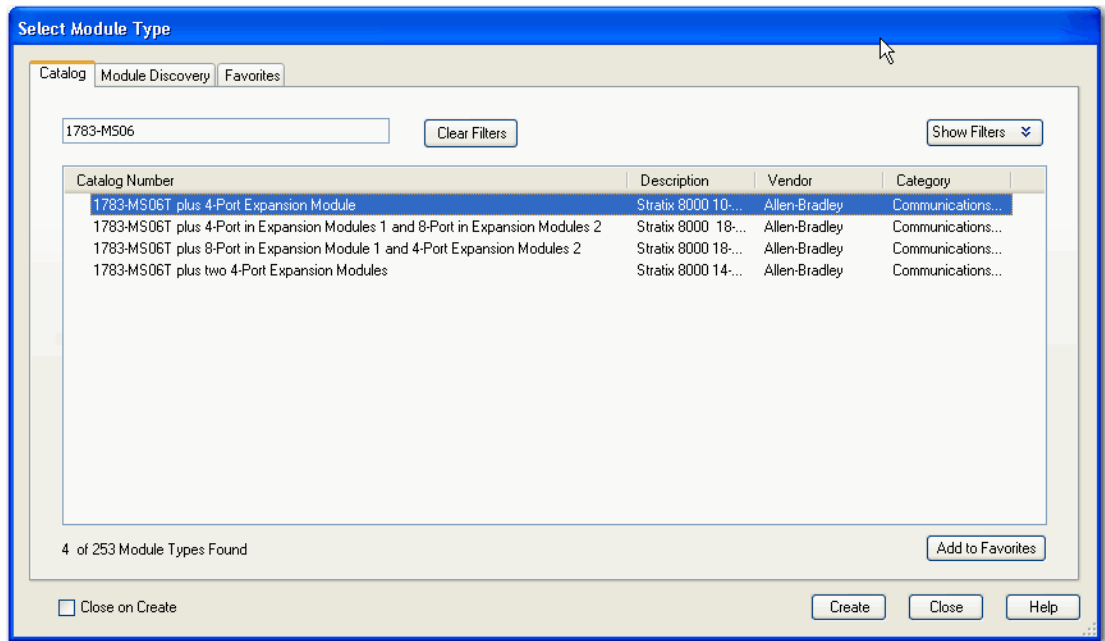 Select Module Type
Catalog Module Discovery Favorites
1783-MS06 Clear Filters Show Filters
Catalog Number Description Vendor Category
1783-MS06T plus 4-Port Expansion Module Stratix 8000 10-... Allen-Bradley Communications...
1783-MS06T plus 4-Port in Expansion Modules 1 and 8-Port in Expansion Modules 2 Stratix 8000 18-... Allen-Bradley Communications...
1783-MS06T plus 8-Port in Expansion Module 1 and 4-Port Expansion Modules 2 Stratix 8000 18-... Allen-Bradley Communications...
1783-MS06T plus two 4-Port Expansion Modules Stratix 8000 14-... Allen-Bradley Communications...
4 of 253 Module Types Found Add to Favorites
Close on Create Create Close Help